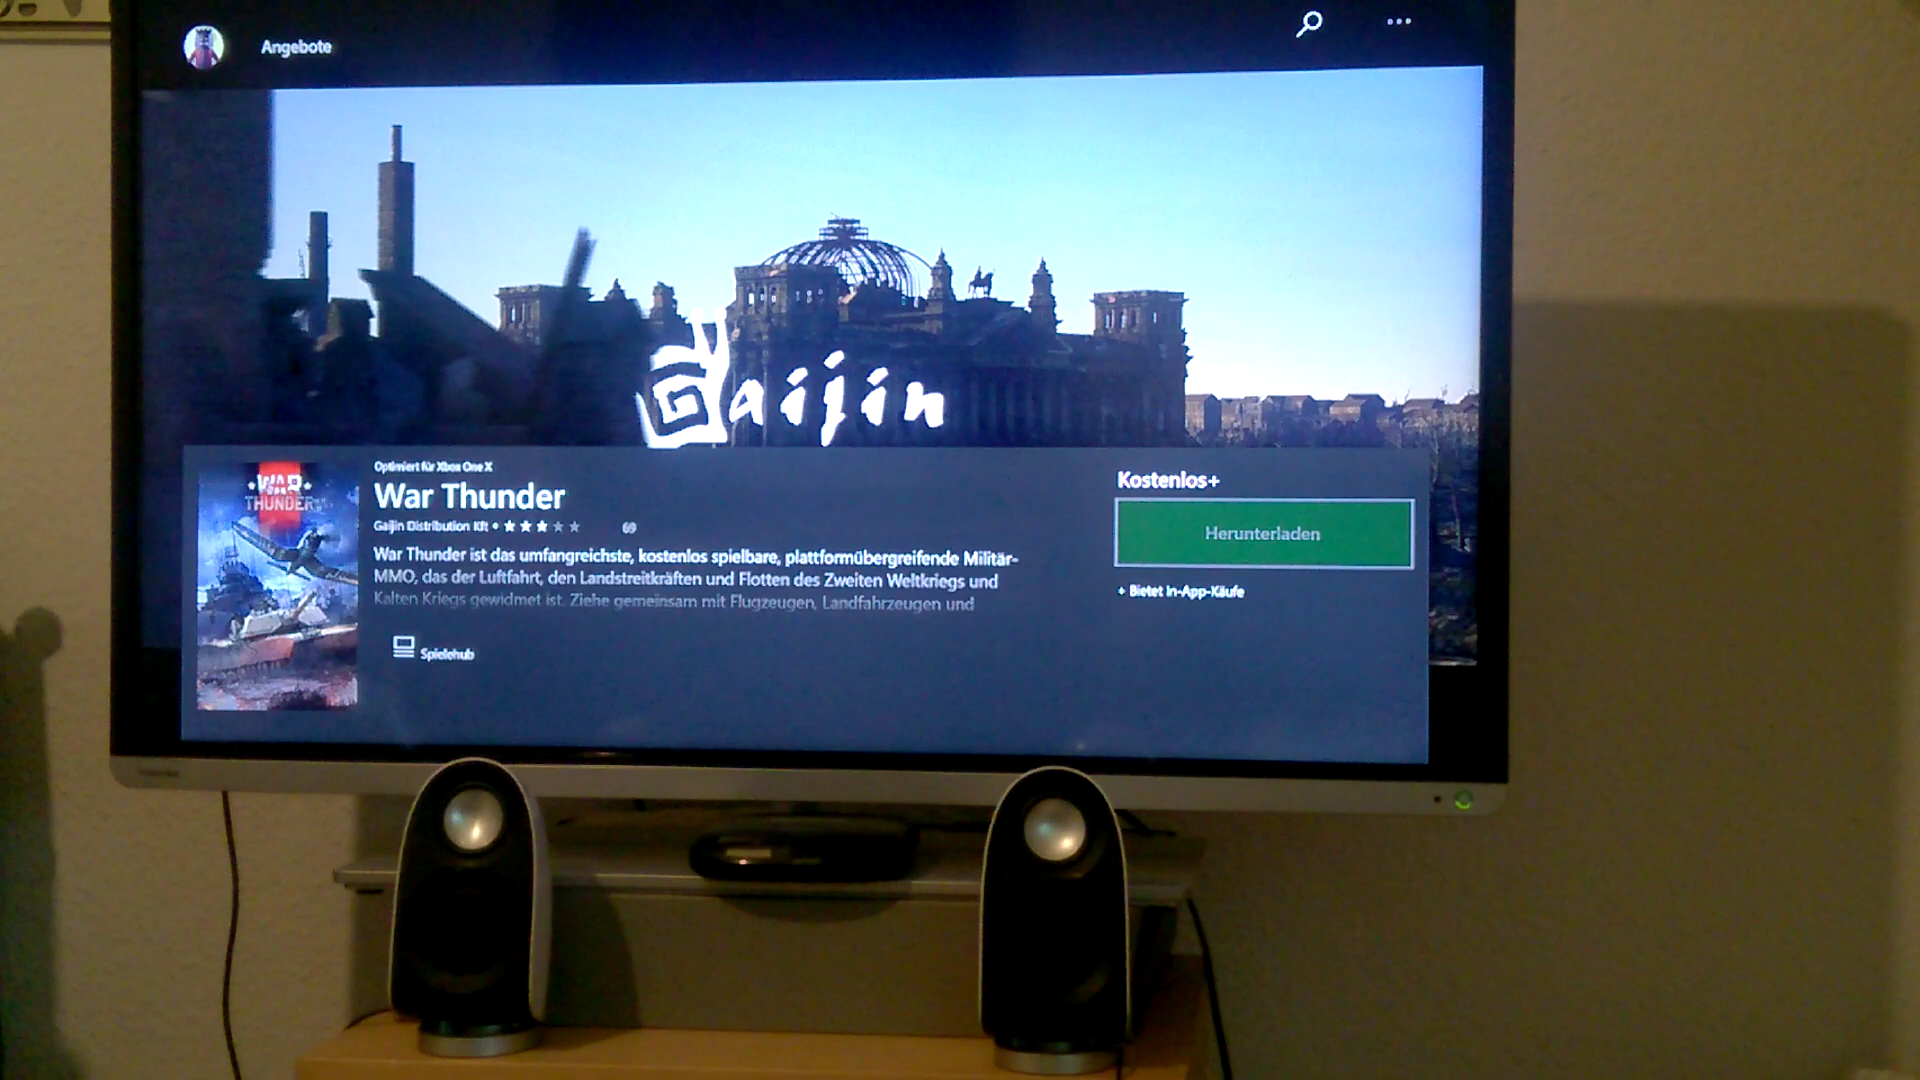 Angebote
Gaijin
WAR
THUNDER
Optimiert für Xbox One X
War Thunder
Gaijin Distribution Kft • 69
War Thunder ist das umfangreichste, kostenlos spielbare, plattformübergreifende Militär-
MMO, das der Luftfahrt, den Landstreitkräften und Flotten des Zweiten Weltkriegs und
Kalten Kriegs gewidmet ist. Ziehe gemeinsam mit Flugzeugen, Landfahrzeugen und
Spielehub
Kostenlos+
Herunterladen
+ Bietet In-App-Käufe